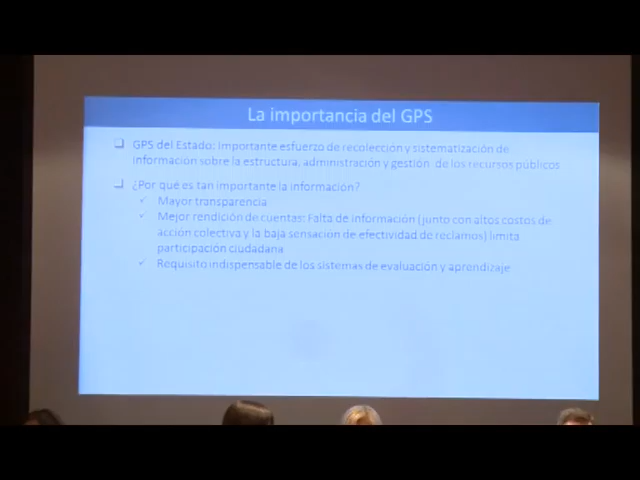 La importancia del GPS
GPS del Estado: Importante esfuerzo de recolección y sistematización de
información sobre la estructura, administración y gestión de los recursos públicos
¿Por qué es tan importante la información?
Mayor transparencia
Mejor rendición de cuentas: Falta de información (junto con altos costos de
acción colectiva y la baja sensación de efectividad de reclamos) limita
participación ciudadana
Requisito indispensable de los sistemas de evaluación y aprendizaje